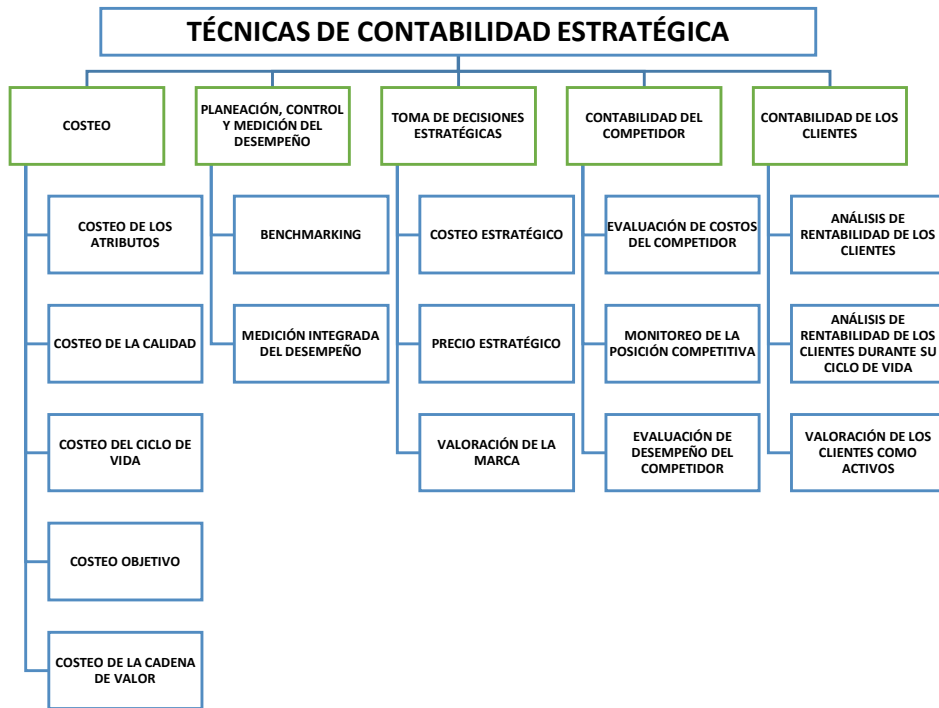 TÉCNICAS DE CONTABILIDAD ESTRATÉGICA
COSTEO
PLANEACIÓN, CONTROL
Y MEDICIÓN DEL
DESEMPEÑO
TOMA DE DECISIONES
ESTRATÉGICAS
CONTABILIDAD DEL
COMPETIDOR
CONTABILIDAD DE LOS
CLIENTES
COSTEO DE LOS
ATRIBUTOS
COSTEO DE LA CALIDAD
COSTEO DEL CICLO DE
VIDA
COSTEO OBJETIVO
COSTEO DE LA CADENA
DE VALOR
BENCHMARKING
MEDICIÓN INTEGRADA
DEL DESEMPEÑO
COSTEO ESTRATÉGICO
PRECIO ESTRATÉGICO
VALORACIÓN DE LA
MARCA
EVALUACIÓN DE COSTOS
DEL COMPETIDOR
MONITOREO DE LA
POSICIÓN COMPETITIVA
EVALUACIÓN DE
DESEMPEÑO DEL
COMPETIDOR
ANÁLISIS DE
RENTABILIDAD DE LOS
CLIENTES
ANÁLISIS DE
RENTABILIDAD DE LOS
CLIENTES DURANTE SU
CICLO DE VIDA
VALORACIÓN DE LOS
CLIENTES COMO
ACTIVOS